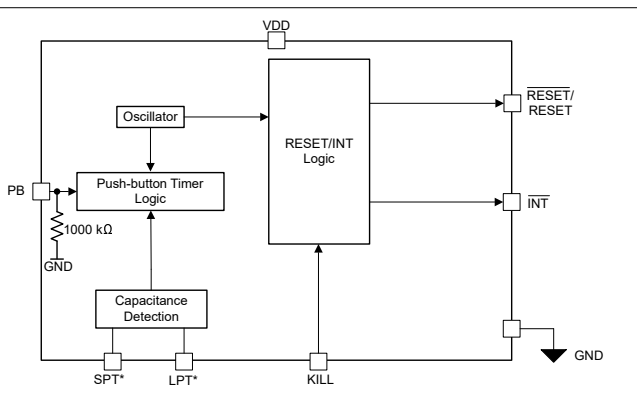 VDD
RESET/
RESET
Oscillator
RESET/INT
Logic
Push-button Timer
Logic
PB
INT
1000 kΩ
GND
Capacitance
Detection
GND
SPT*
LPT*
KILL